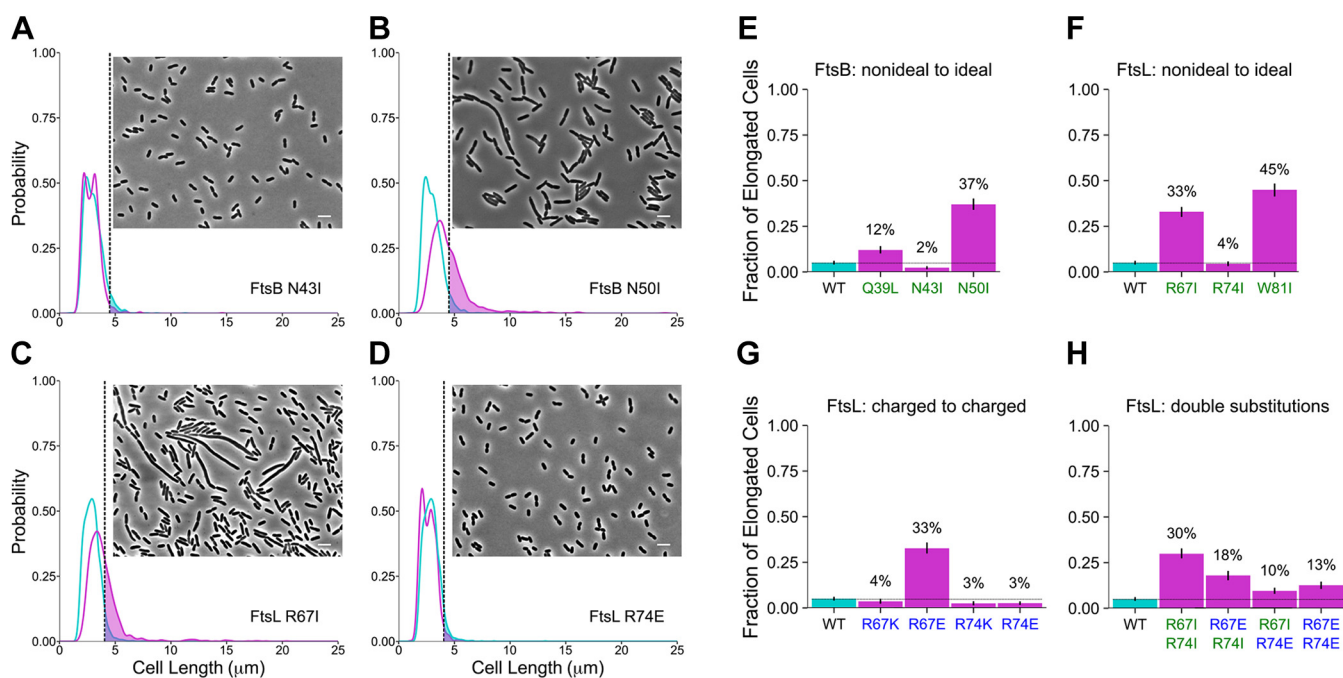 A
1.00
0.75
0.50
0.25
0.00
0 5 10 15 20 25
Probability
FtsB N43I
B
1.00
0.75
0.50
0.25
0.00
0 5 10 15 20 25
FtsB N50I
C
1.00
0.75
0.50
0.25
0.00
0 5 10 15 20 25
Probability
Cell Length (μm)
FtsL R67I
D
1.00
0.75
0.50
0.25
0.00
0 5 10 15 20 25
Cell Length (μm)
FtsL R74E
E
FtsB: nonideal to ideal
Fraction of Elongated Cells
1.00
0.75
0.50
0.25
0.00
12% 2% 37%
WT Q39L N43I N50I
F
FtsL: nonideal to ideal
1.00
0.75
0.50
0.25
0.00
33% 4% 45%
WT R67I R74I W81I
G
FtsL: charged to charged
Fraction of Elongated Cells
1.00
0.75
0.50
0.25
0.00
4% 33% 3% 3%
WT R67K R67E R74K R74E
H
FtsL: double substitutions
1.00
0.75
0.50
0.25
0.00
30% 18% 10% 13%
WT R67I R67E R67I R67E
R74I R74I R74E R74E